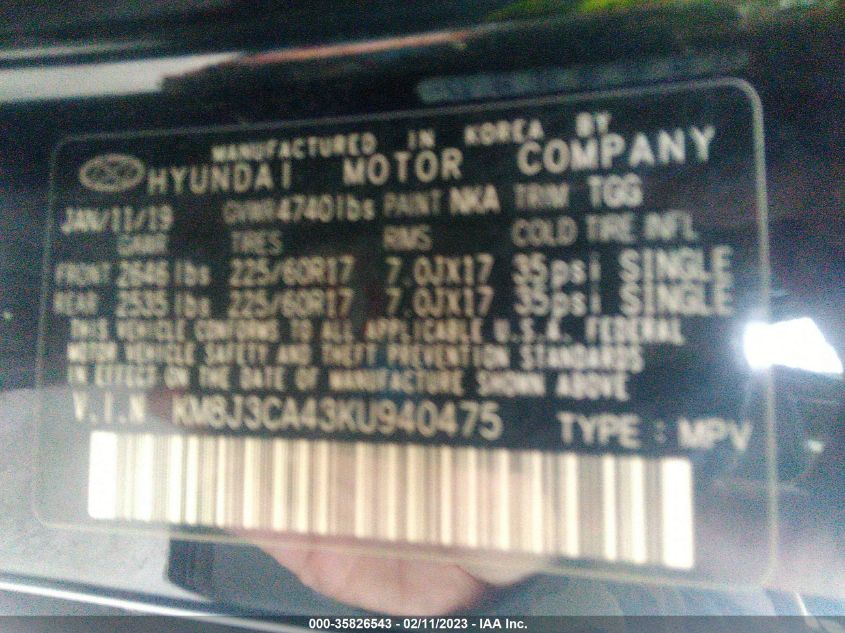 MANUFACTURED IN KOREA BY
HYUNDAI MOTOR COMPANY
JAN/11/19 GVWR 4740lbs PAINT NKA TRIM TGG
GAWR TIRES RIMS COLD TIRE INFL.
FRONT 2646 lbs 225/60R17 7.0JX17 35psi SINGLE
REAR 2535 lbs 225/60R17 7.0JX17 35psi SINGLE
THIS VEHICLE CONFORMS TO ALL APPLICABLE U.S.A. FEDERAL
MOTOR VEHICLE SAFETY AND THEFT PREVENTION STANDARDS
IN EFFECT ON THE DATE OF MANUFACTURE SHOWN ABOVE
V.I.N KM8J3CA43KU940475 TYPE : MPV
000-35826543 - 02/11/2023 - IAA Inc.